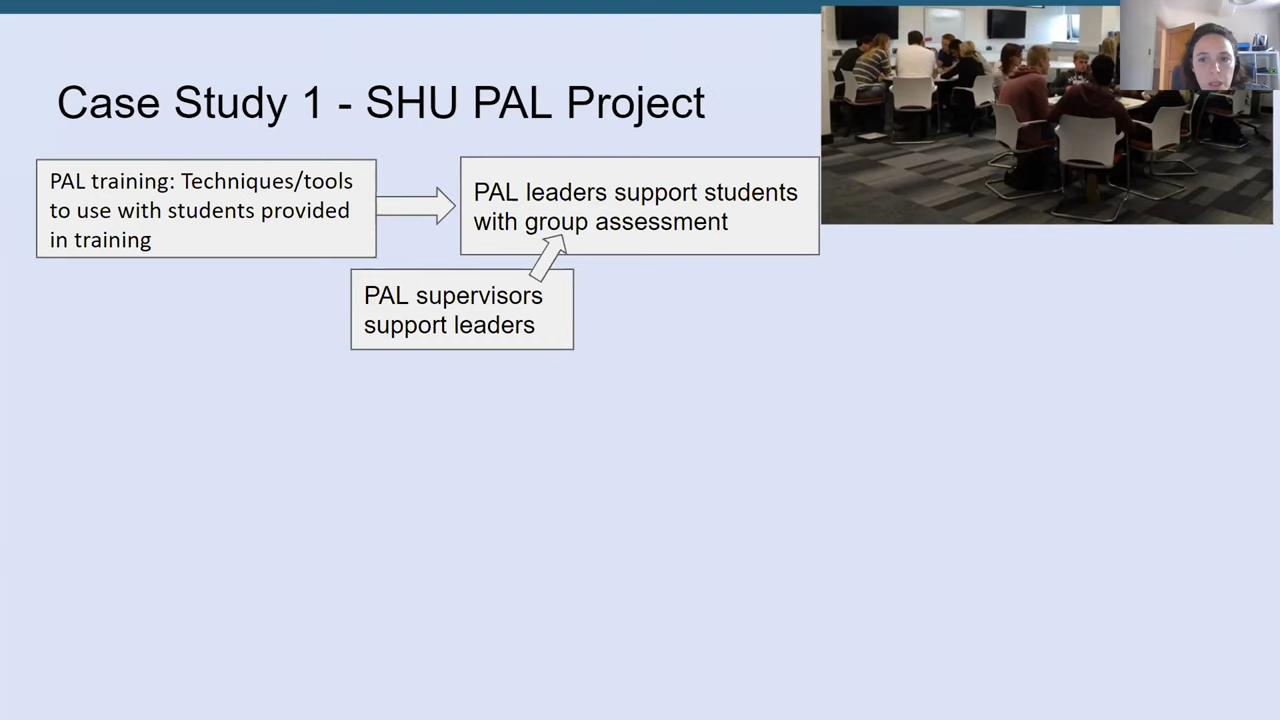 Case Study 1 - SHU PAL Project
PAL training: Techniques/tools
to use with students provided
in training
PAL leaders support students
with group assessment
PAL supervisors
support leaders